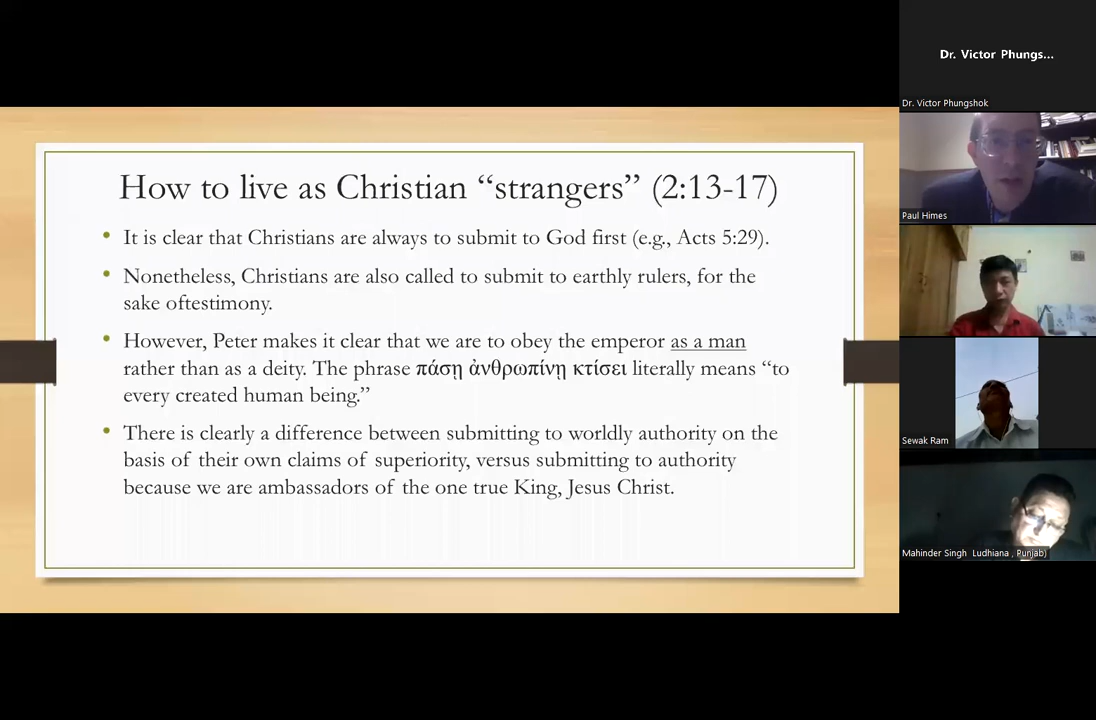 How to live as Christian “strangers” (2:13-17)
• It is clear that Christians are always to submit to God first (e.g., Acts 5:29).
• Nonetheless, Christians are also called to submit to earthly rulers, for the
sake oftestimony.
• However, Peter makes it clear that we are to obey the emperor as a man
rather than as a deity. The phrase πάσῃ ἀνθρωπίνῃ κτίσει literally means “to
every created human being.”
• There is clearly a difference between submitting to worldly authority on the
basis of their own claims of superiority, versus submitting to authority
because we are ambassadors of the one true King, Jesus Christ.
Dr. Victor Phungs...
Dr. Victor Phungshok
Paul Himes
Sewak Ram
Mahinder Singh Ludhiana , Punjab)